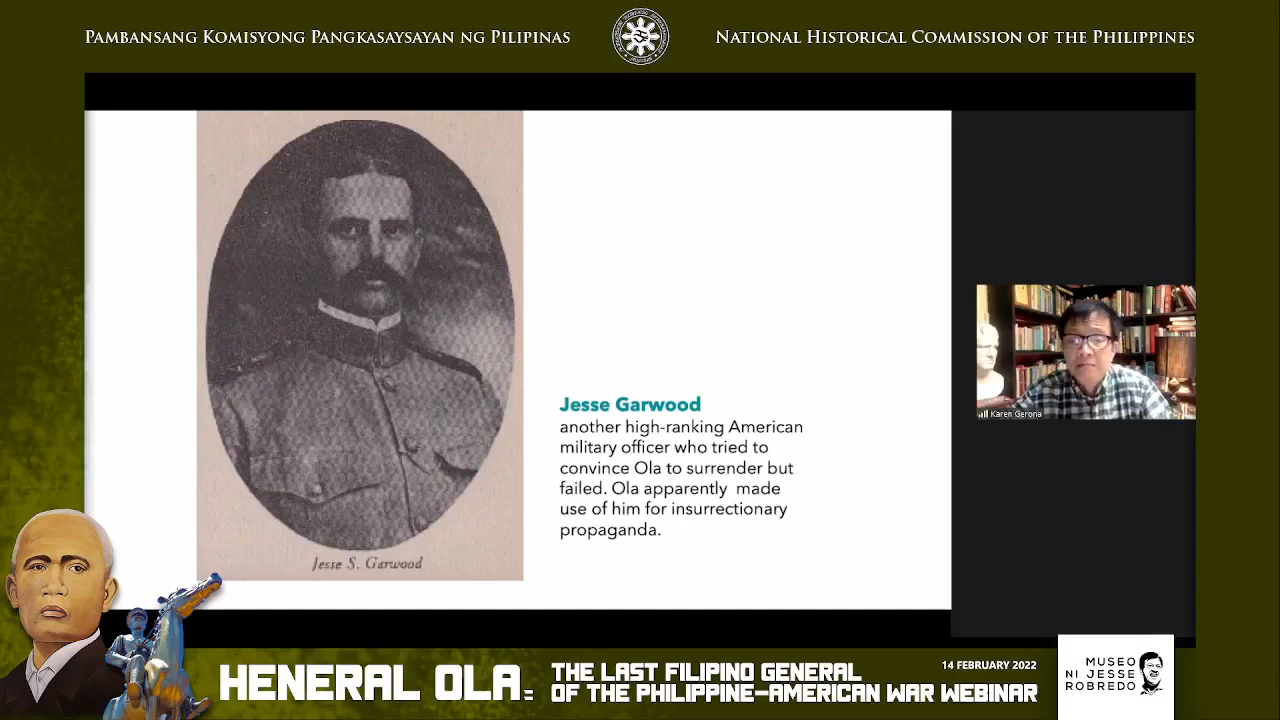 PAMBANSANG KOMISYONG PANGKASAYSAYAN NG PILIPINAS
NATIONAL HISTORICAL COMMISSION OF THE PHILIPPINES
Jesse Garwood
another high-ranking American
military officer who tried to
convince Ola to surrender but
failed. Ola apparently made
use of him for insurrectionary
propaganda.
Jesse S. Garwood
Karen Gerona
HENERAL OLA:
THE LAST FILIPINO GENERAL
OF THE PHILIPPINE-AMERICAN WAR WEBINAR
14 FEBRUARY 2022
MUSEO
NI JESSE
ROBREDO